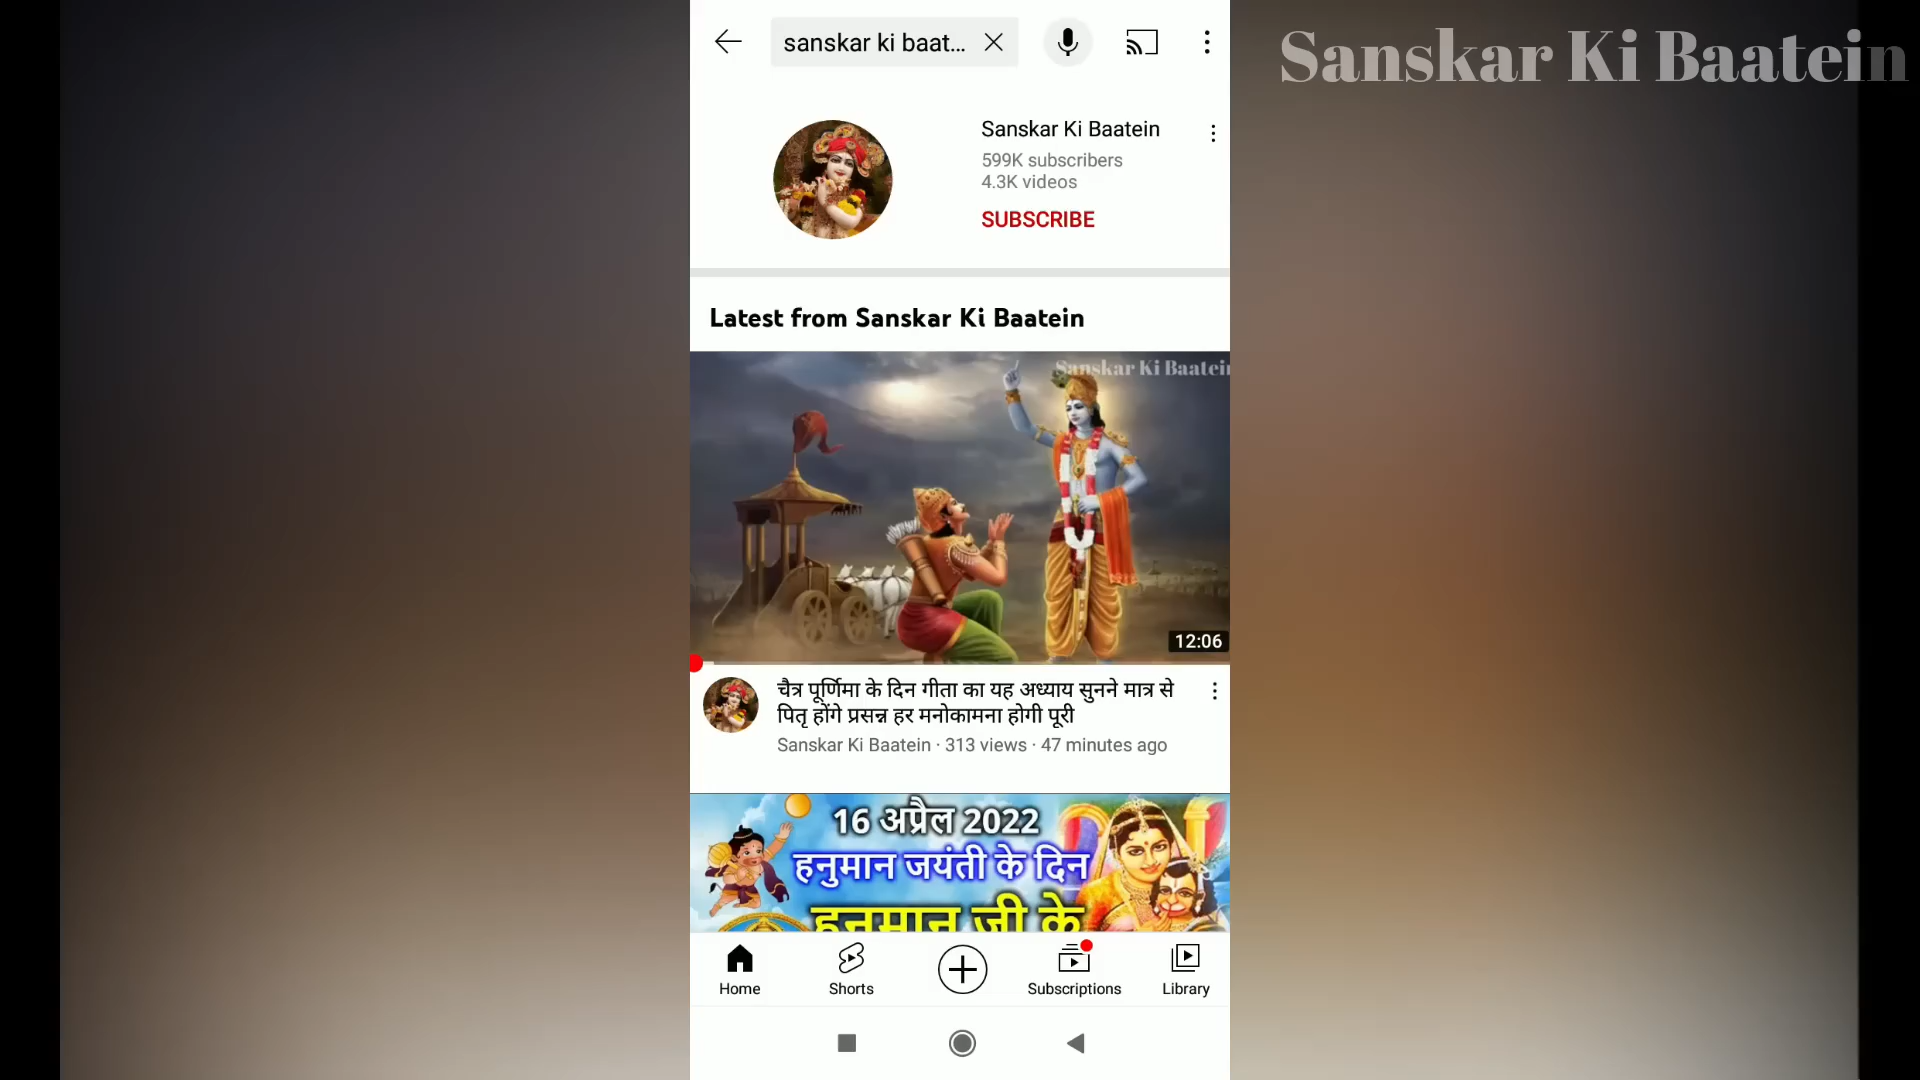 sanskar ki baat...
Sanskar Ki Baatein
Sanskar Ki Baatein
599K subscribers
4.3K videos
SUBSCRIBE
Latest from Sanskar Ki Baatein
Sanskar Ki Baatein
12:06
चैत्र पूर्णिमा के दिन गीता का यह अध्याय सुनने मात्र से
पितृ होंगे प्रसन्न हर मनोकामना होगी पूरी
Sanskar Ki Baatein · 313 views · 47 minutes ago
16 अप्रैल 2022
हनुमान जयंती के दिन
हनुमान जी के
Home
Shorts
Subscriptions
Library